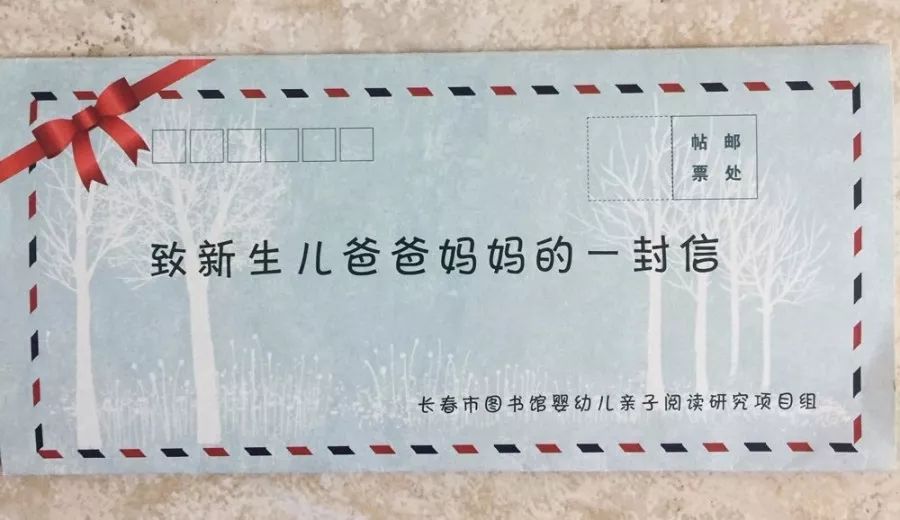 帖 邮
票 处
致新生儿爸爸妈妈的一封信
长春市图书馆婴幼儿亲子阅读研究项目组